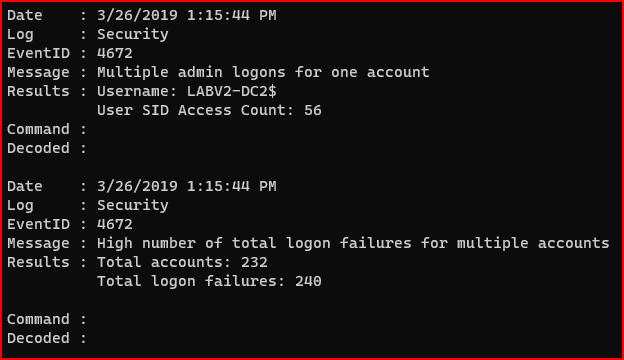 Date    : 3/26/2019 1:15:44 PM
Log     : Security
EventID : 4672
Message : Multiple admin logons for one account
Results : Username: LABV2-DC2$
          User SID Access Count: 56
Command :
Decoded :

Date    : 3/26/2019 1:15:44 PM
Log     : Security
EventID : 4672
Message : High number of total logon failures for multiple accounts
Results : Total accounts: 232
          Total logon failures: 240

Command :
Decoded :